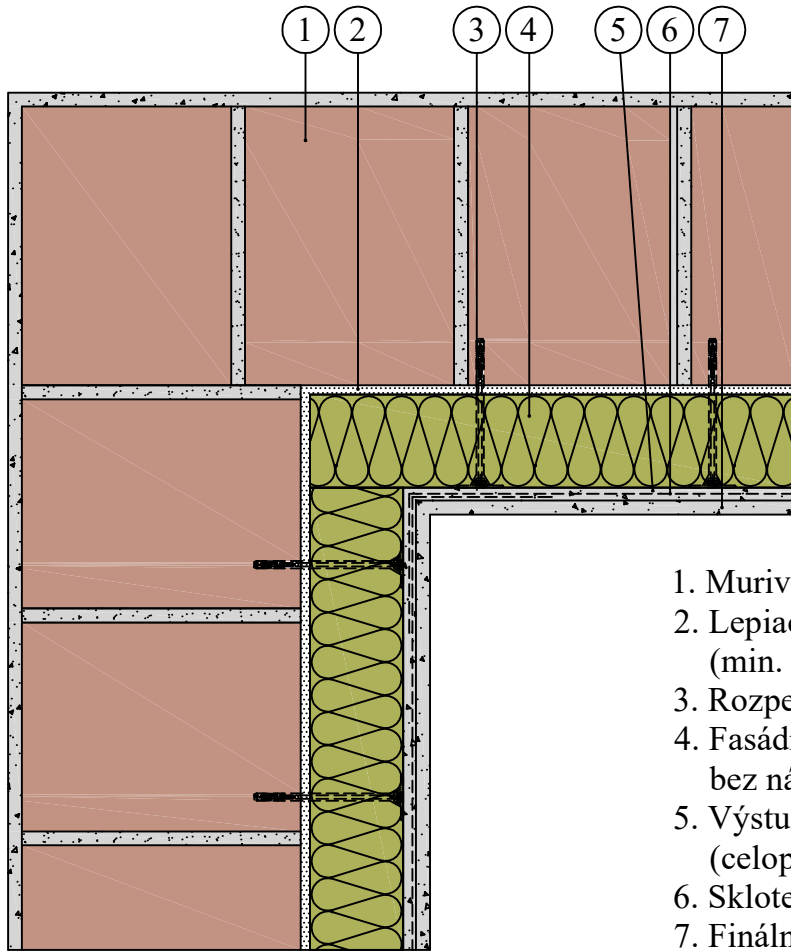 1 2 3 4 5 6 7
1. Muriv
2. Lepiac
(min.
3. Rozpe
4. Fasád
bez ná
5. Výstu
(celop
6. Sklote
7. Fináln